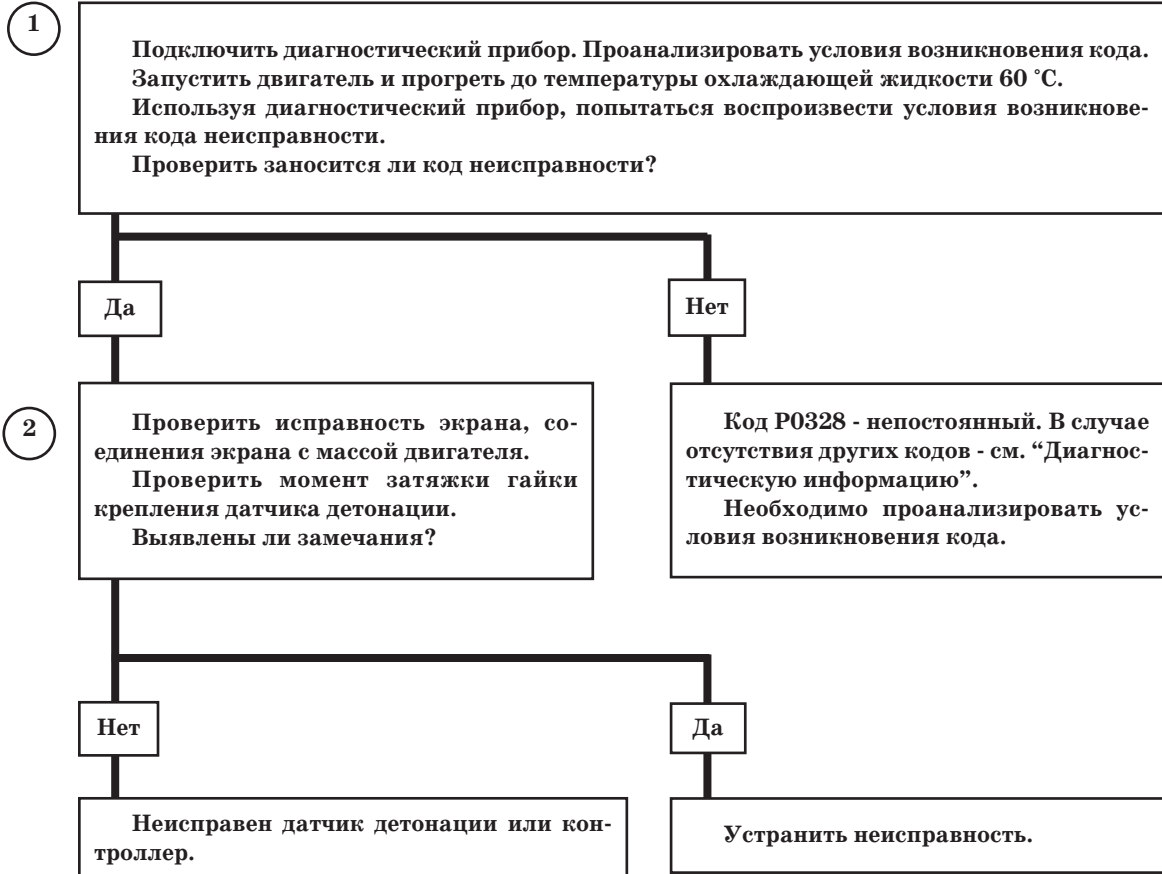 1
Подключить диагностический прибор. Проанализировать условия возникновения кода.
Запустить двигатель и прогреть до температуры охлаждающей жидкости 60 °С.
Используя диагностический прибор, попытаться воспроизвести условия возникнове-
ния кода неисправности.
Проверить заносится ли код неисправности?
Да
Нет
2
Проверить исправность экрана, со-
единения экрана с массой двигателя.
Проверить момент затяжки гайки
крепления датчика детонации.
Выявлены ли замечания?
Код Р0328 - непостоянный. В случае
отсутствия других кодов - см. “Диагнос-
тическую информацию”.
Необходимо проанализировать ус-
ловия возникновения кода.
Нет
Да
Неисправен датчик детонации или кон-
троллер.
Устранить неисправность.